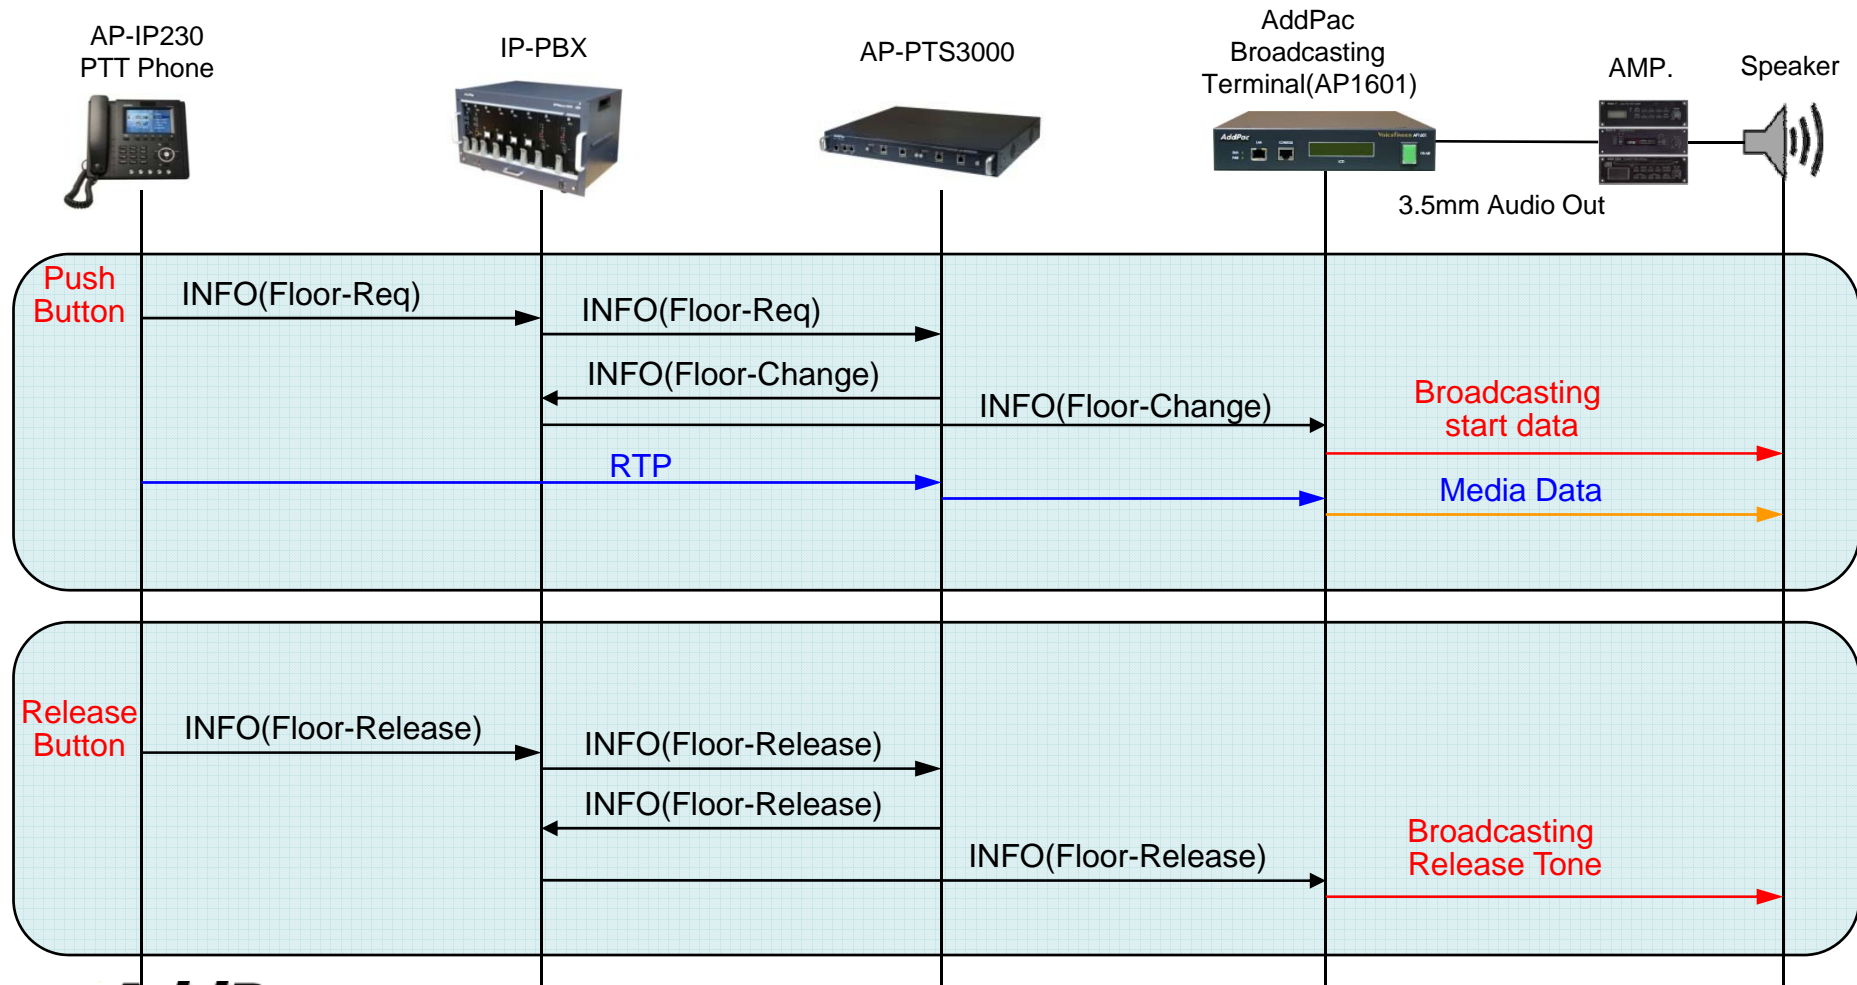 AP-IP230
PTT Phone
IP-PBX
AP-PTS3000
AddPac
Broadcasting
Terminal(AP1601)
AMP.
Speaker
AddPac
3.5mm Audio Out
Push
Button
INFO(Floor-Req)
INFO(Floor-Req)
INFO(Floor-Change)
INFO(Floor-Change)
Broadcasting
start data
RTP
Media Data
Release
Button
INFO(Floor-Release)
INFO(Floor-Release)
INFO(Floor-Release)
INFO(Floor-Release)
Broadcasting
Release Tone